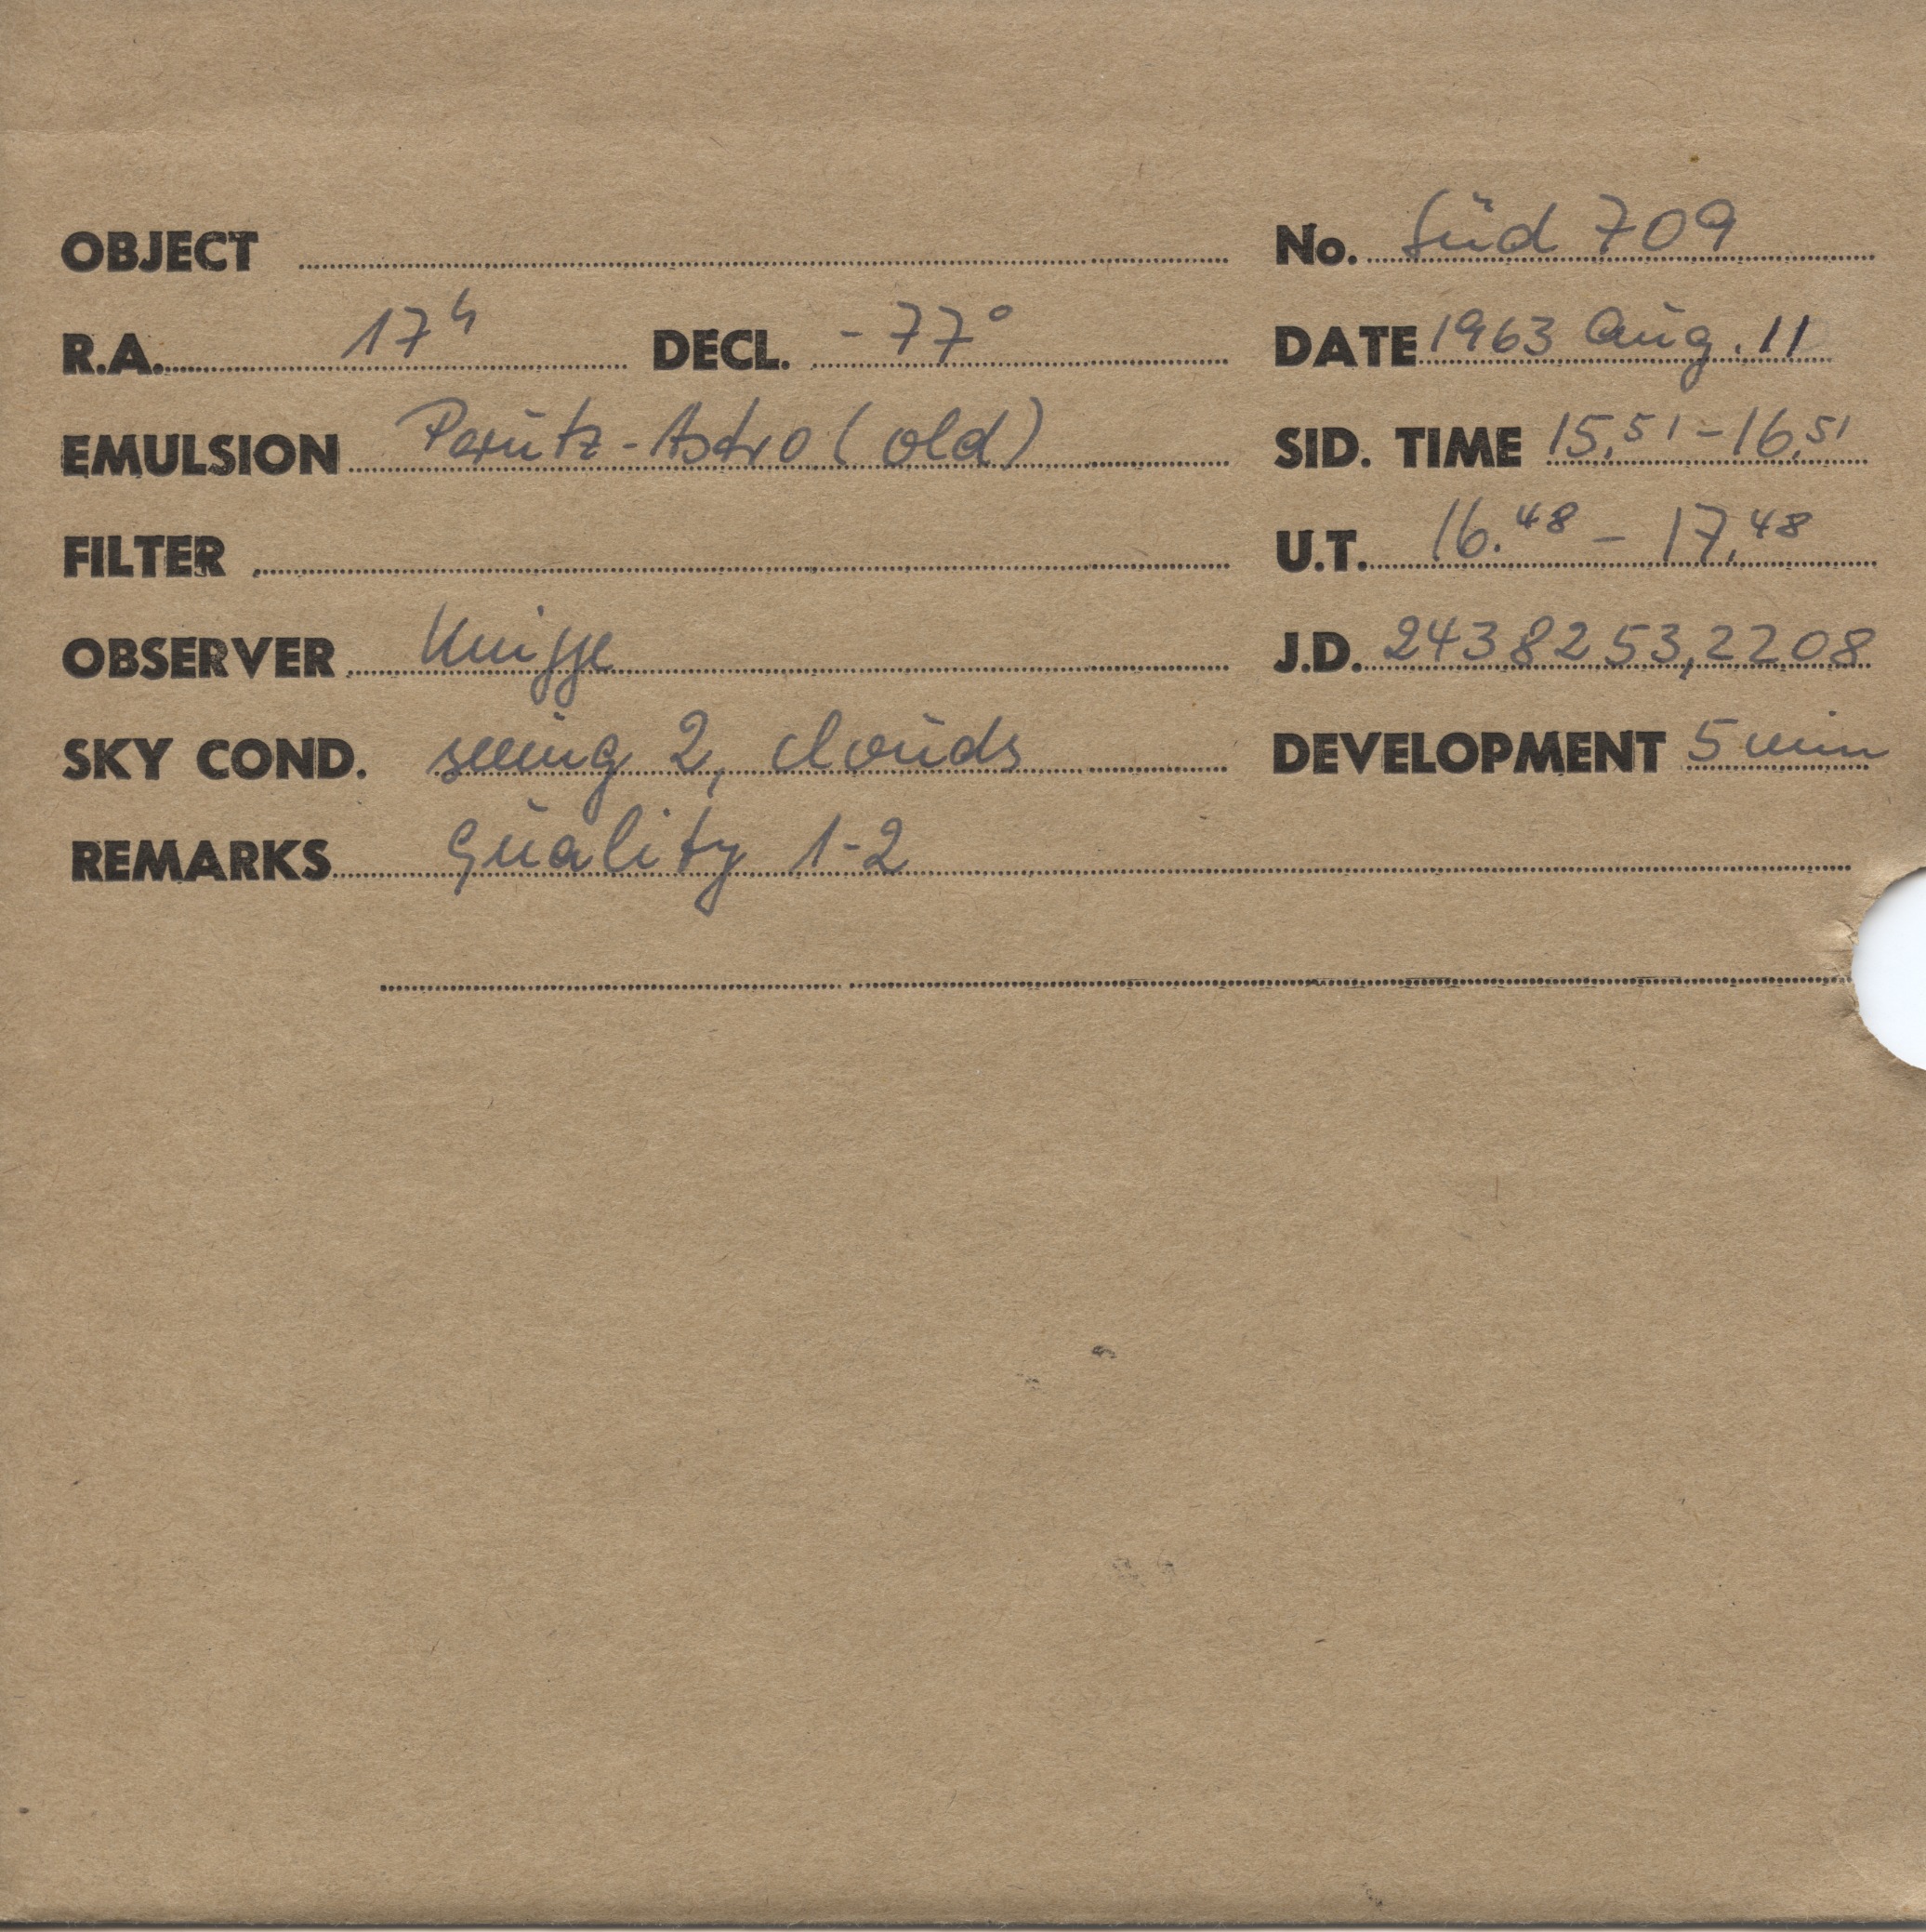 OBJECT No. Süd 709
R.A. 17h DECL. -77° DATE 1963 Aug. 11
EMULSION Perutz-Astro (old) SID. TIME 15.51-16.51
FILTER U.T. 16.48 - 17.48
OBSERVER Knigge J.D. 2438253,2208
SKY COND. seeing 2, clouds DEVELOPMENT 5 min
REMARKS Quality 1-2